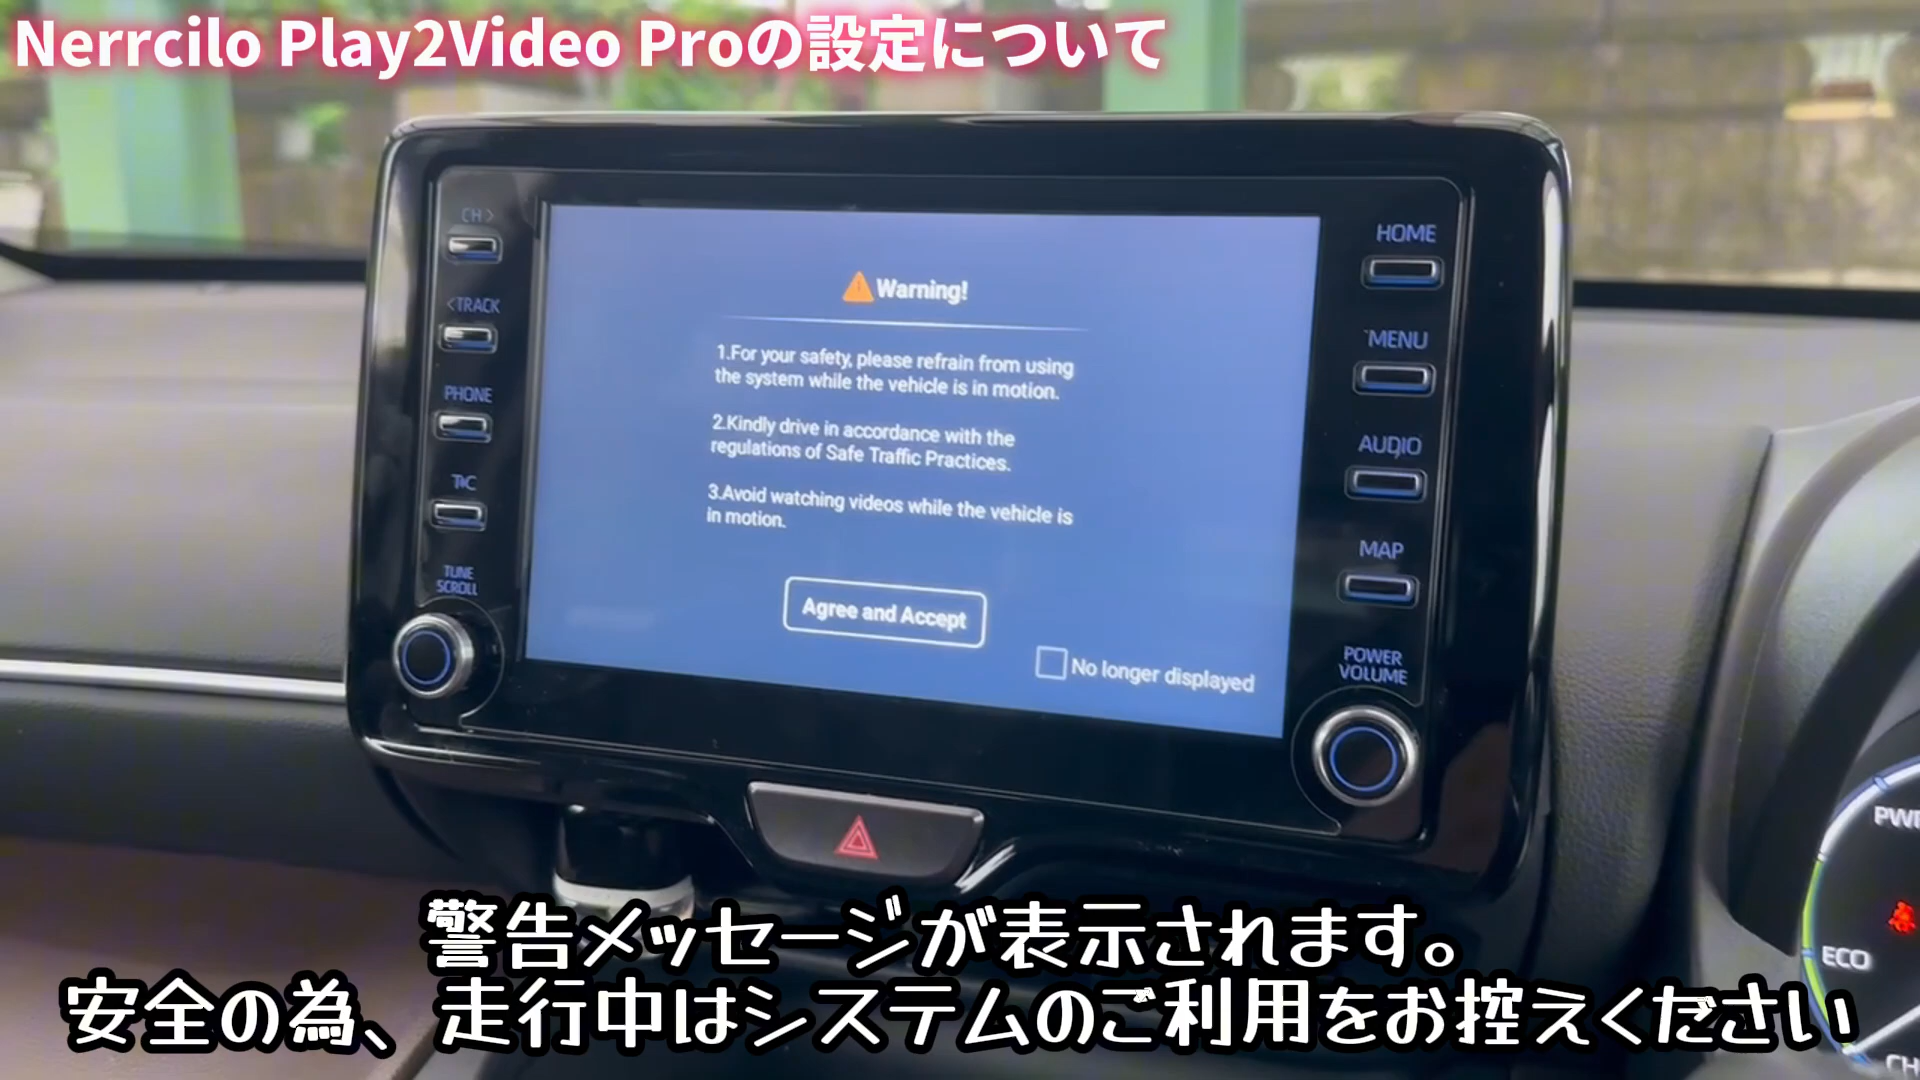 Nerrcilo Play2Video Proの設定について
CH>
<TRACK
PHONE
TUNE
SCROLL
Warning!
1.For your safety, please refrain from using
the system while the vehicle is in motion.
2.Kindly drive in accordance with the
regulations of Safe Traffic Practices.
3.Avoid watching videos while the vehicle is
in motion.
Agree and Accept
No longer displayed
HOME
MENU
AUDIO
MAP
POWER
VOLUME
ECO
警告メッセージが表示されます。
安全の為、走行中はシステムのご利用をお控えください